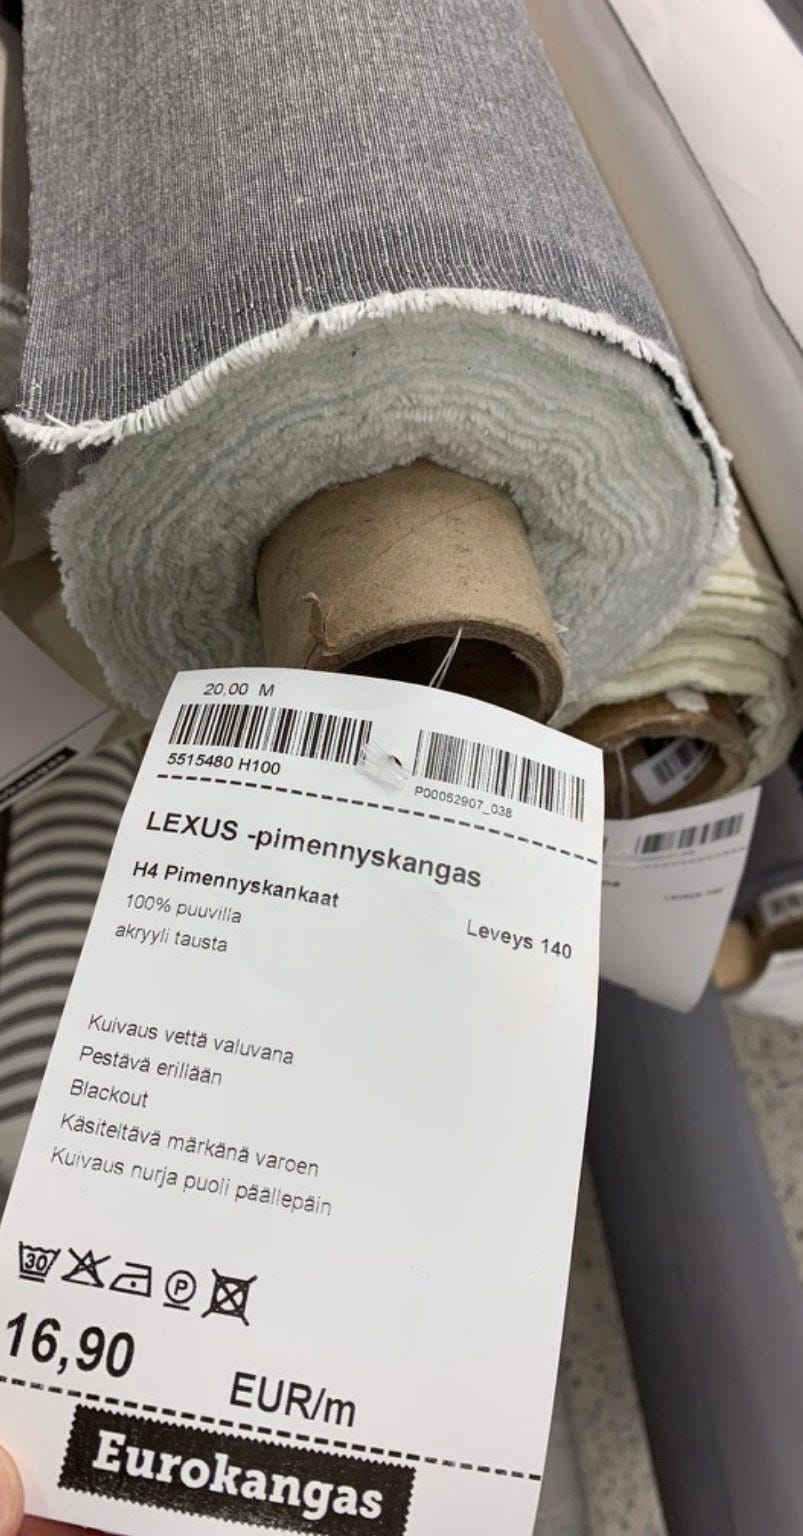 20,00 M
5515480 H100
P00052907_038
LEXUS -pimennyskangas
H4 Pimennyskankaat
100% puuvilla
Leveys 140
akryyli tausta
Kuivaus vettä valuvana
Pestävä erillään
Blackout
Käsiteltävä märkänä varoen
Kuivaus nurja puoli päällepäin
30
P
16,90
EUR/m
Eurokangas